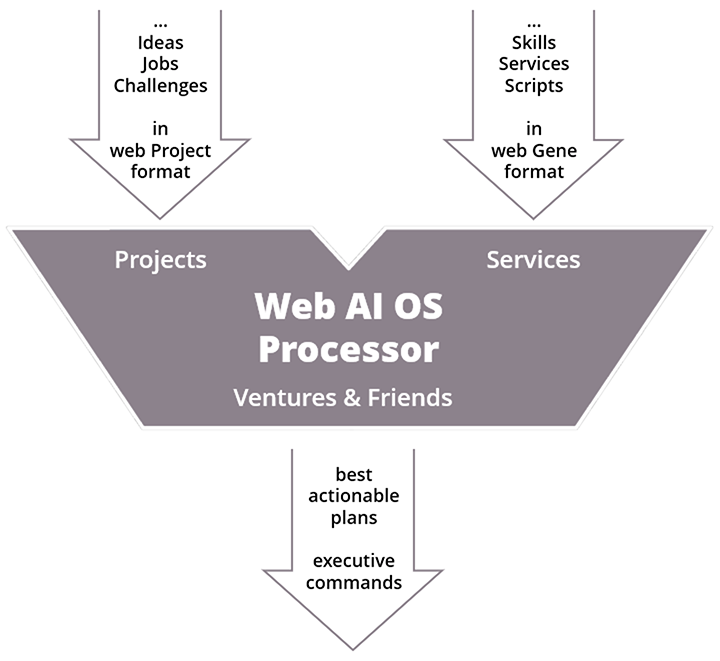 ...
Ideas
Jobs
Challenges
in
web Project
format
...
Skills
Services
Scripts
in
web Gene
format
Projects
Services
Web AI OS
Processor
Ventures & Friends
best
actionable
plans
executive
commands